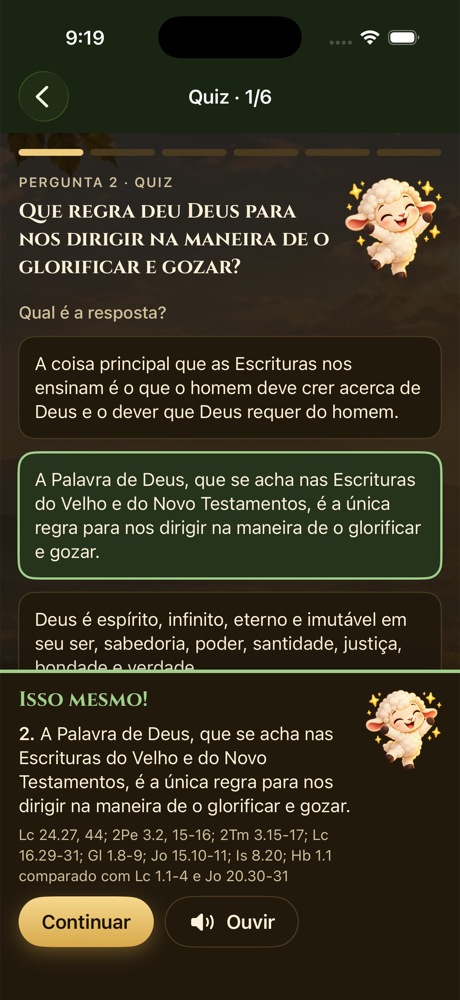 9:19
Quiz · 1/6
PERGUNTA 2 · QUIZ
Que regra deu Deus para
nos dirigir na maneira de o
glorificar e gozar?
Qual é a resposta?
A coisa principal que as Escrituras nos
ensinam é o que o homem deve crer acerca de
Deus e o dever que Deus requer do homem.
A Palavra de Deus, que se acha nas Escrituras
do Velho e do Novo Testamentos, é a única
regra para nos dirigir na maneira de o glorificar
e gozar.
Deus é espírito, infinito, eterno e imutável em
seu ser, sabedoria, poder, santidade, justiça,
bondade e verdade
Isso mesmo!
2. A Palavra de Deus, que se acha nas
Escrituras do Velho e do Novo
Testamentos, é a única regra para nos
dirigir na maneira de o glorificar e gozar.
Lc 24.27, 44; 2Pe 3.2, 15-16; 2Tm 3.15-17; Lc
16.29-31; Gl 1.8-9; Jo 15.10-11; Is 8.20; Hb 1.1
comparado com Lc 1.1-4 e Jo 20.30-31
Continuar
Ouvir